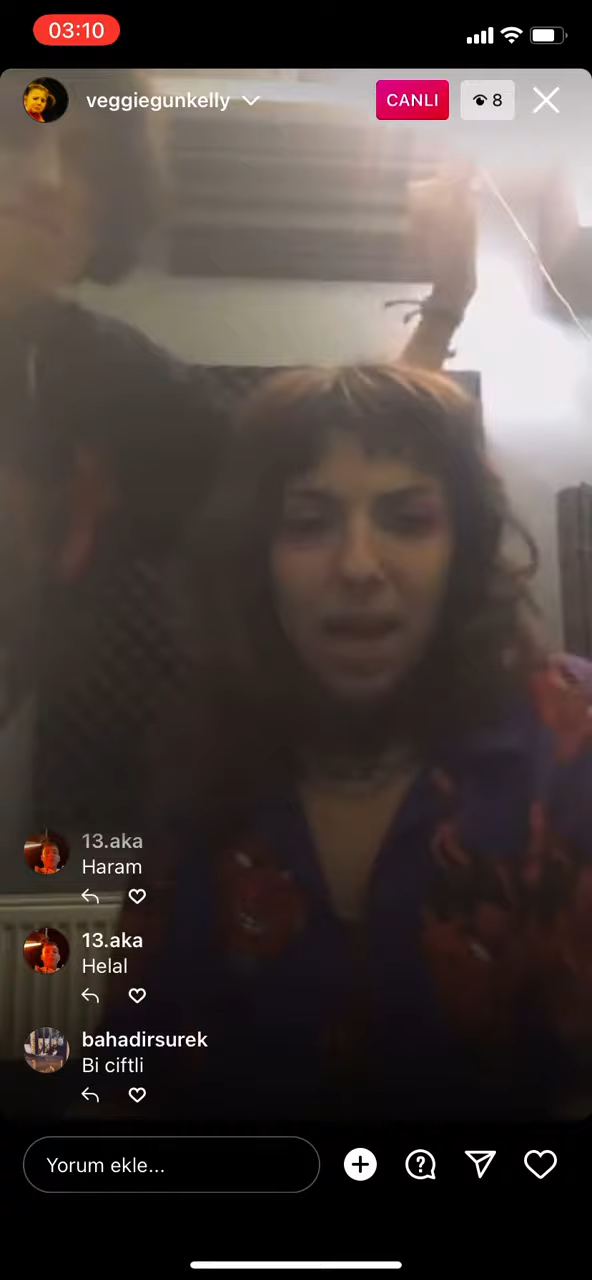 03:10
veggiegunkelly
CANLI
8
13.aka
Haram
13.aka
Helal
bahadirsurek
Bi ciftli
Yorum ekle...